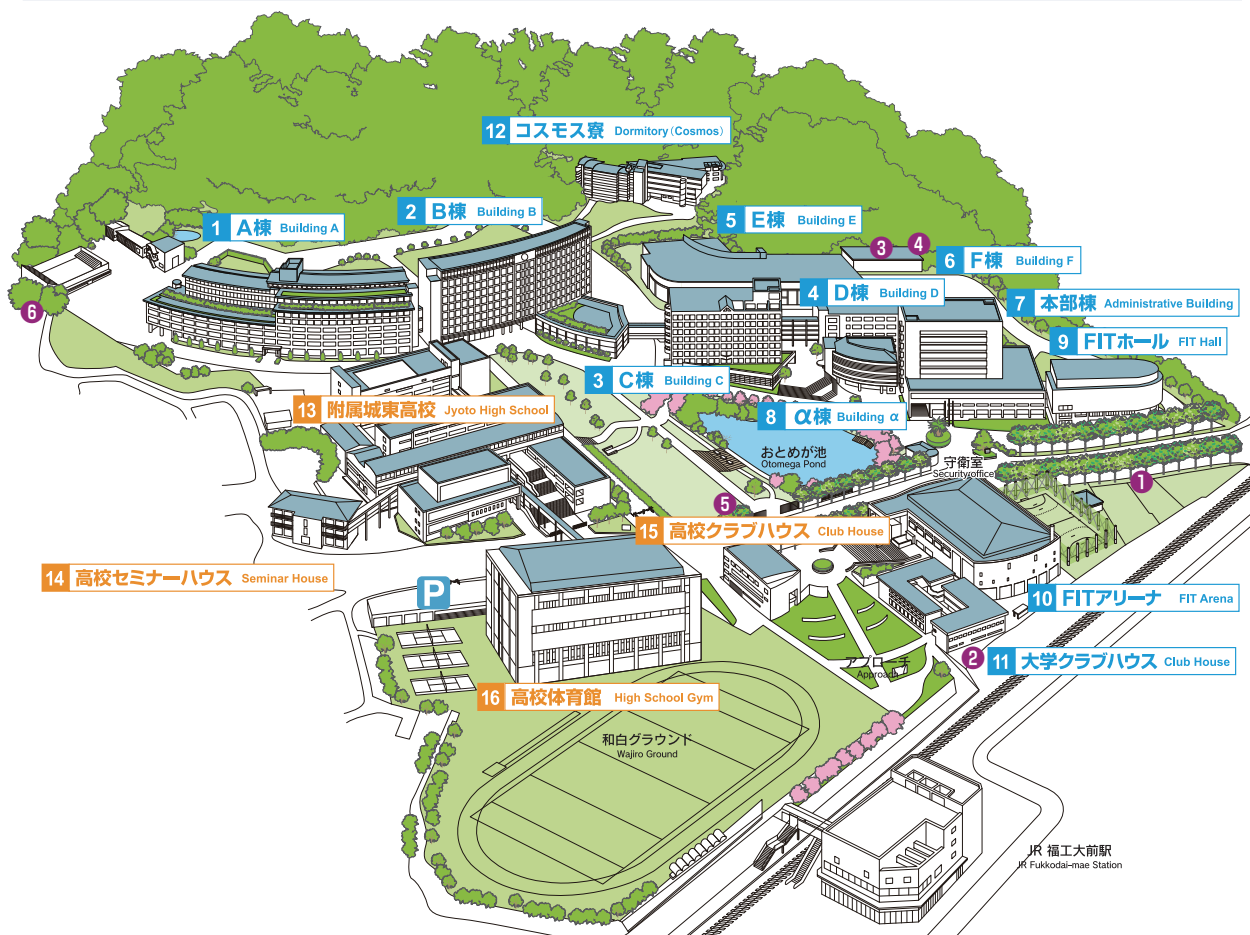 12 コスモス寮 Dormitory (Cosmos)
2 B棟 Building B
1 A棟 Building A
5 E棟 Building E
3
4
6 F棟 Building F
4 D棟 Building D
7 本部棟 Administrative Building
6
9 FITホール FIT Hall
3 C棟 Building C
13 附属城東高校 Jyoto High School
8 α棟 Building α
おとめが池
Otomega Pond
守衛室
Security office
1
5
15 高校クラブハウス Club House
14 高校セミナーハウス Seminar House
P
10 FITアリーナ FIT Arena
アプローチ
Approach
2
11 大学クラブハウス Club House
16 高校体育館 High School Gym
和白グラウンド
Wajiro Ground
JR 福工大前駅
JR Fukkodai-mae Station